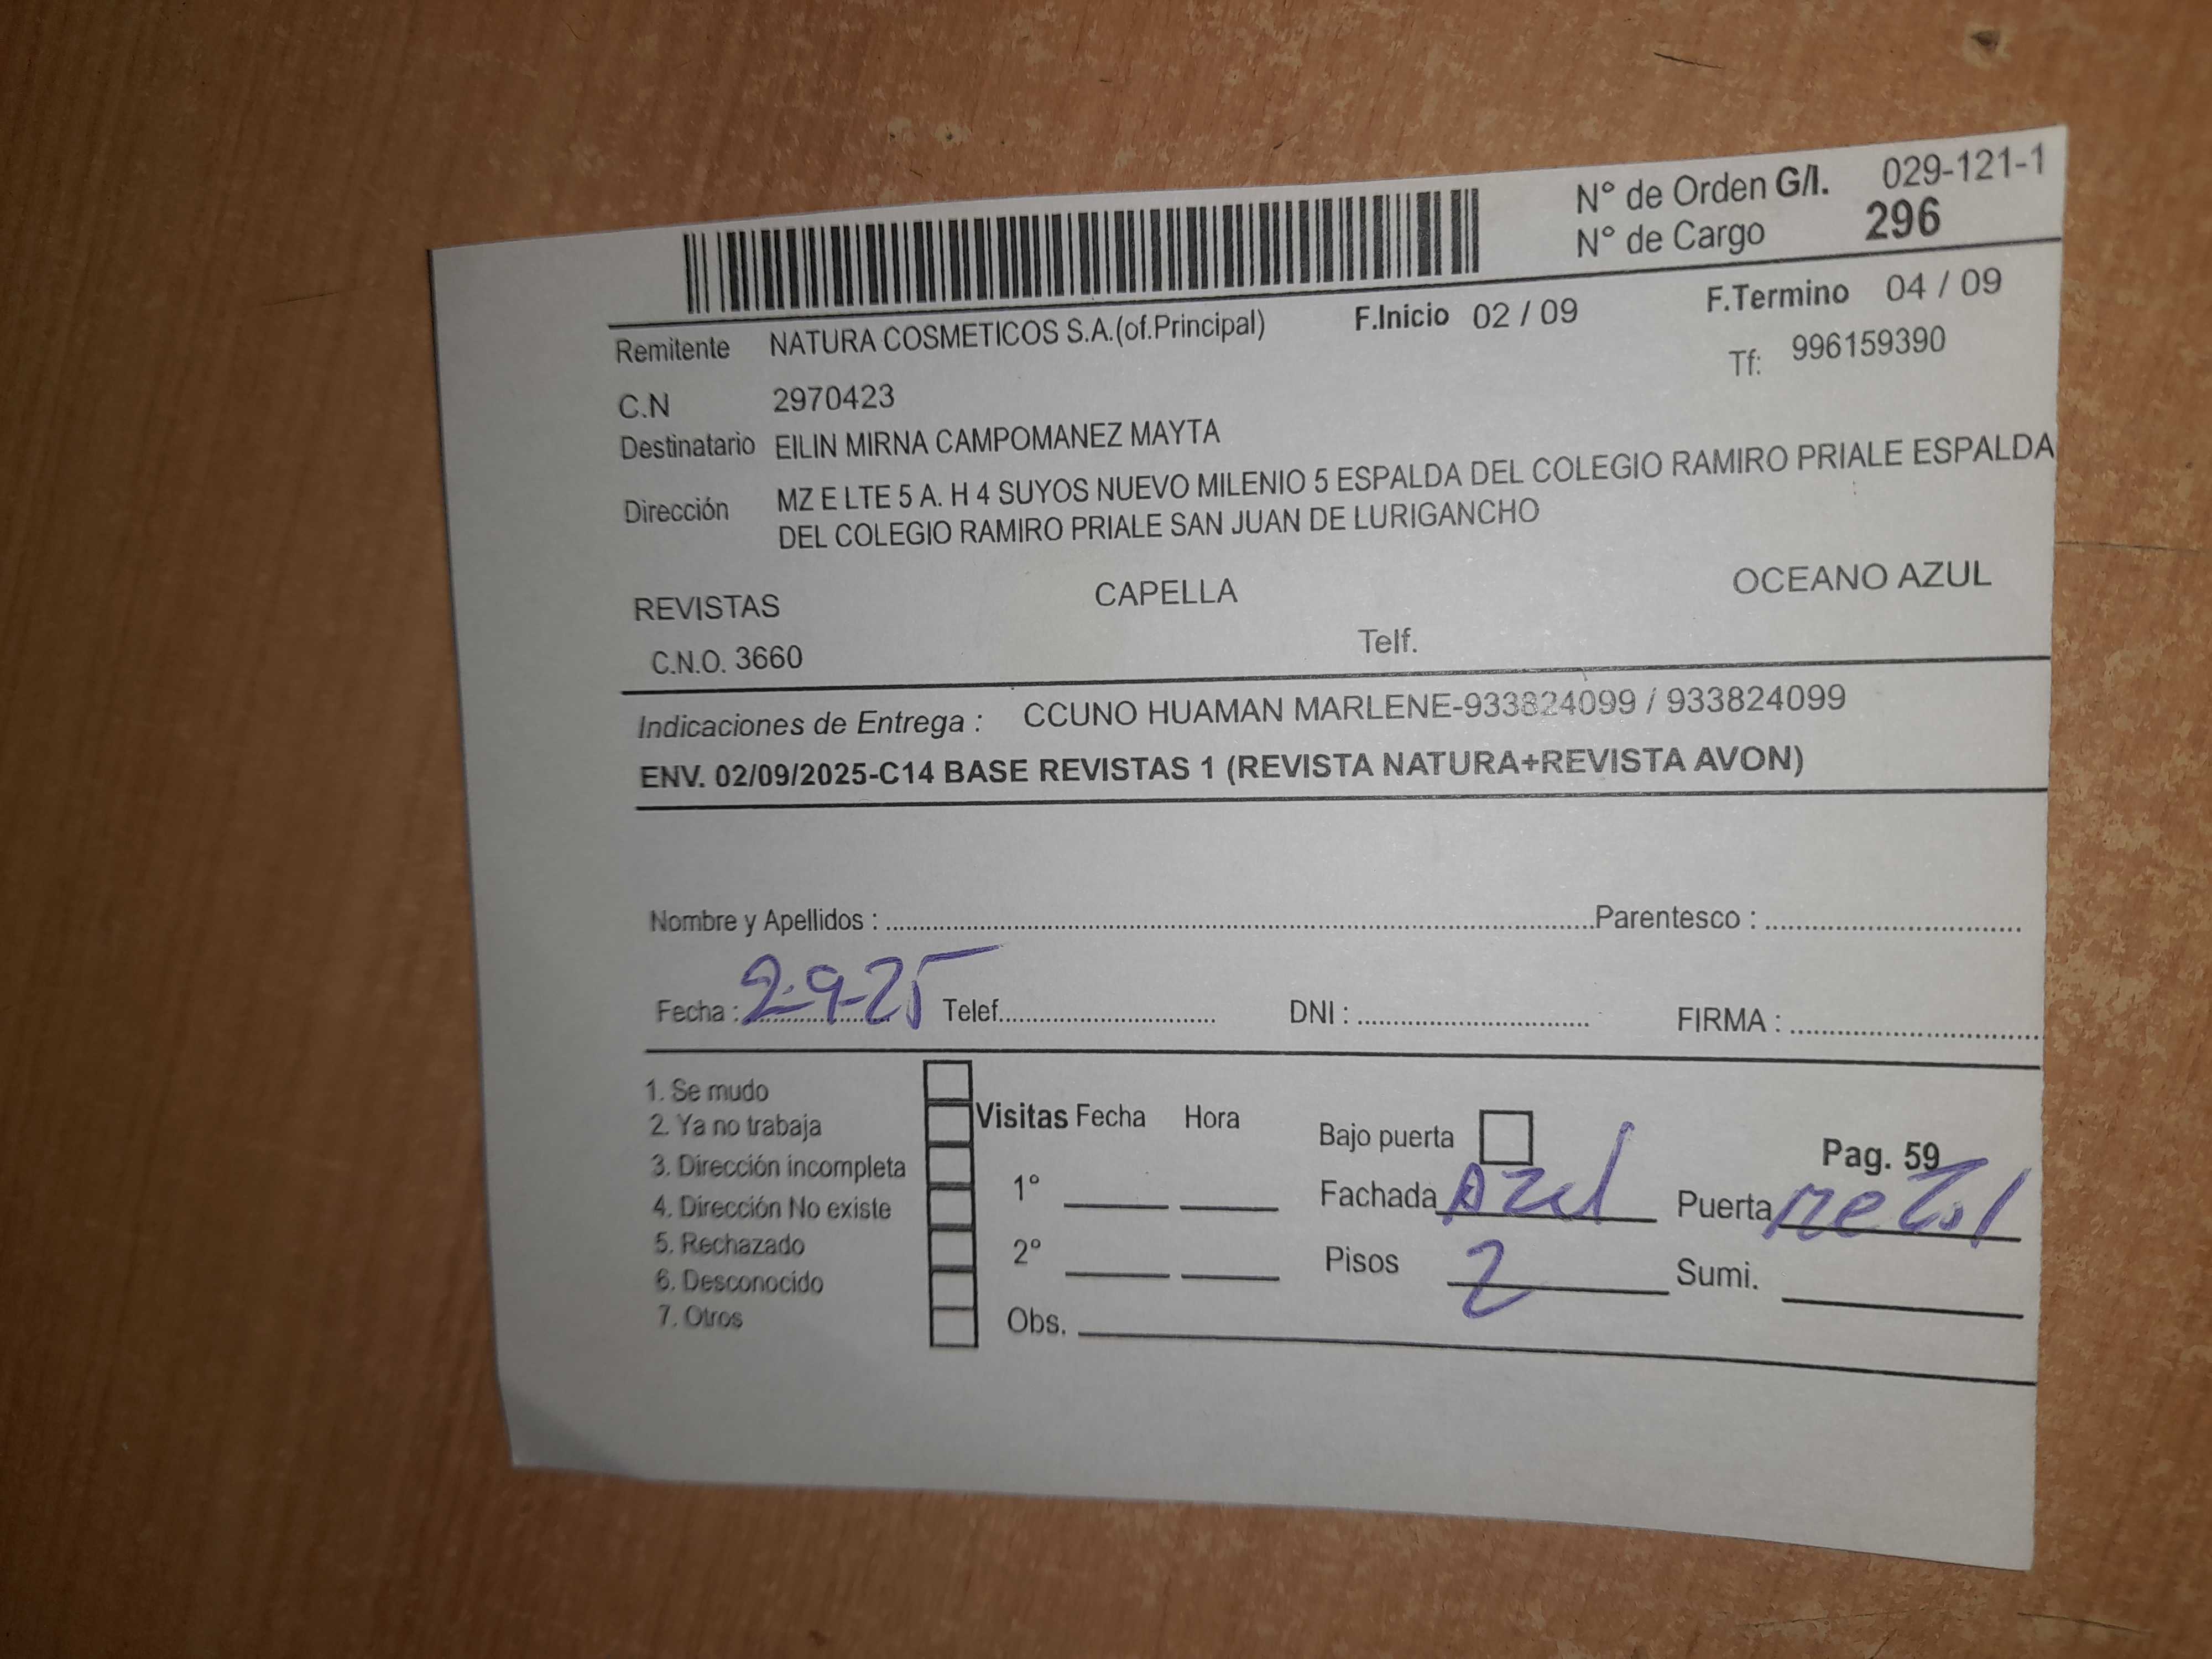 N° de Orden G/I. 029-121-1
N° de Cargo 296
F.Inicio 02 / 09 F.Termino 04 / 09
Remitente NATURA COSMETICOS S.A.(of.Principal) Tf: 996159390
C.N 2970423
Destinatario EILIN MIRNA CAMPOMANEZ MAYTA
Dirección MZ E LTE 5 A. H 4 SUYOS NUEVO MILENIO 5 ESPALDA DEL COLEGIO RAMIRO PRIALE ESPALDA
DEL COLEGIO RAMIRO PRIALE SAN JUAN DE LURIGANCHO
REVISTAS CAPELLA OCEANO AZUL
C.N.O. 3660 Telf.
Indicaciones de Entrega : CCUNO HUAMAN MARLENE-933824099 / 933824099
ENV. 02/09/2025-C14 BASE REVISTAS 1 (REVISTA NATURA+REVISTA AVON)
Nombre y Apellidos : Parentesco :
Fecha : 2-9-25 Telef. DNI : FIRMA :
1. Se mudo
2. Ya no trabaja
3. Dirección incompleta
4. Dirección No existe
5. Rechazado
6. Desconocido
7. Otros
Visitas Fecha Hora
1°
2°
Obs.
Bajo puerta Pag. 59
Fachada Azul Puerta metal
Pisos 2 Sumi.